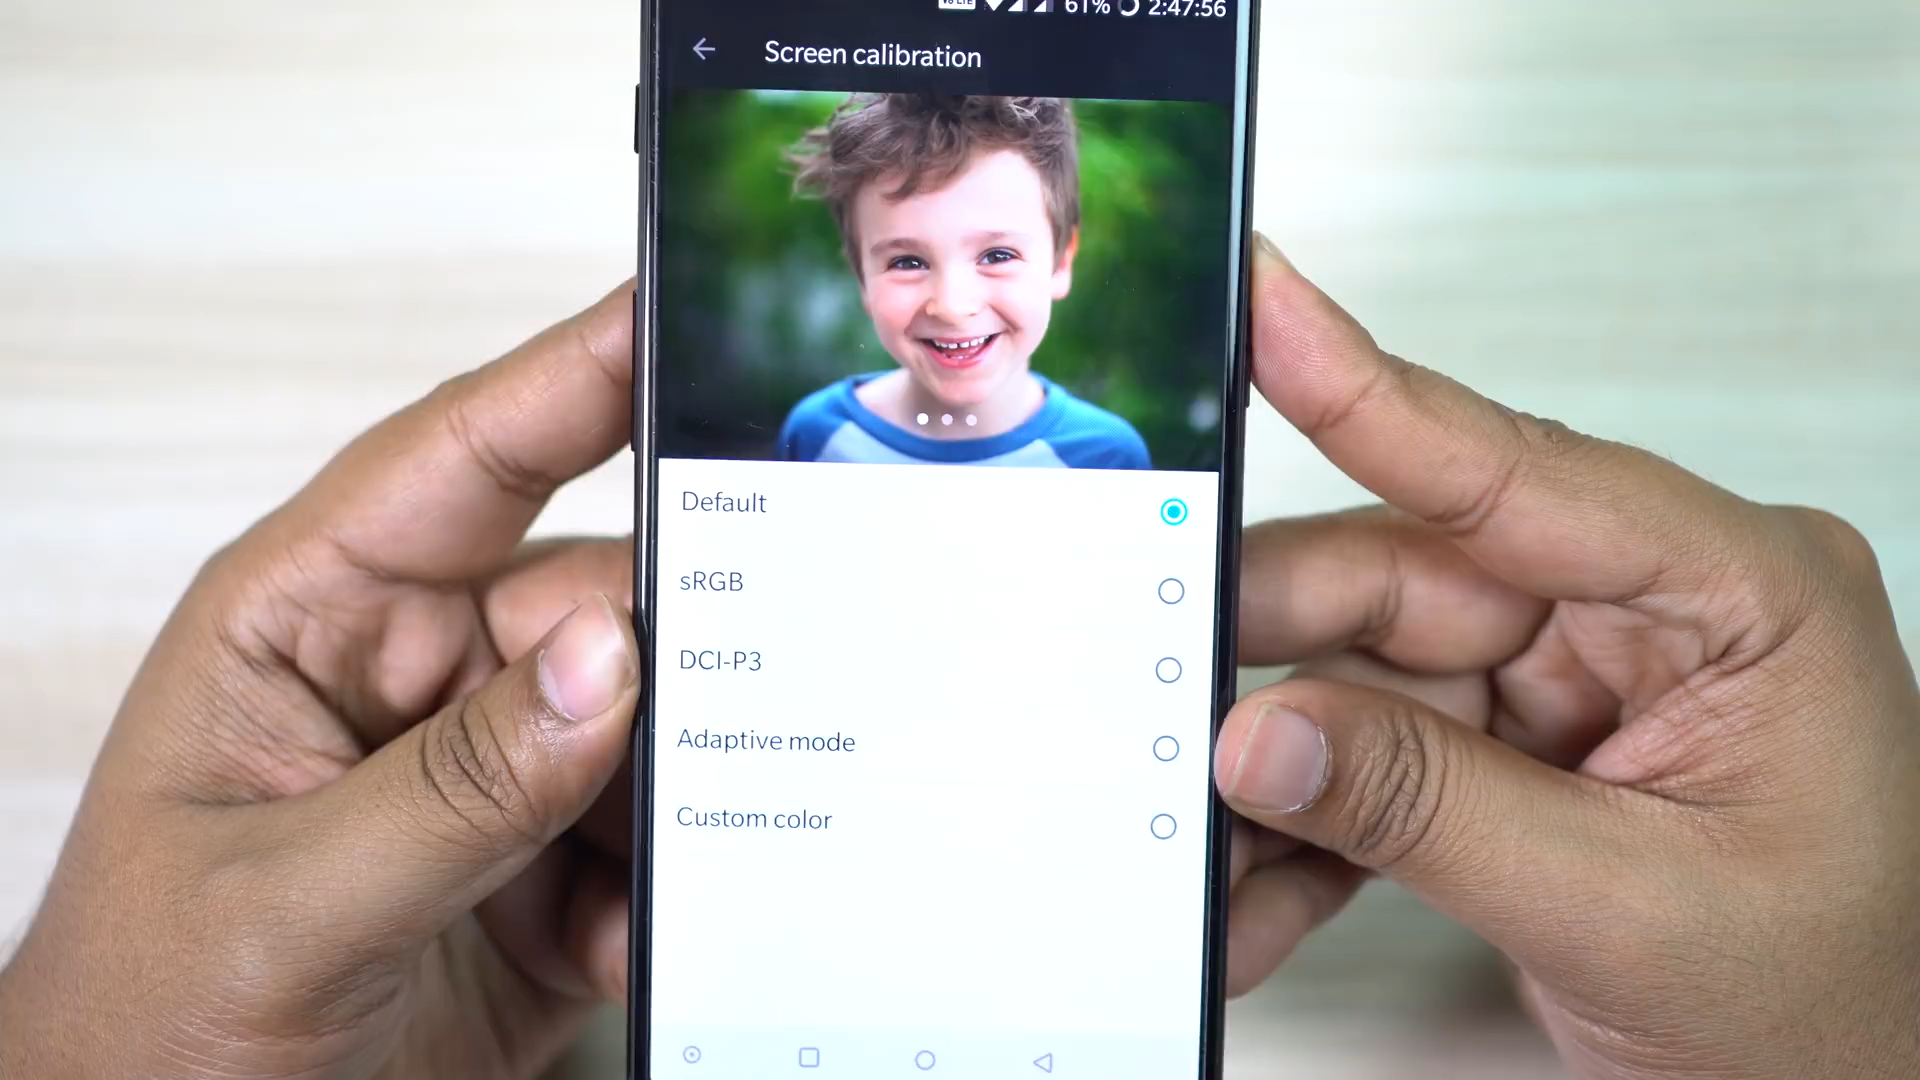 61% 2:47:56
Screen calibration
Default
sRGB
DCI-P3
Adaptive mode
Custom color